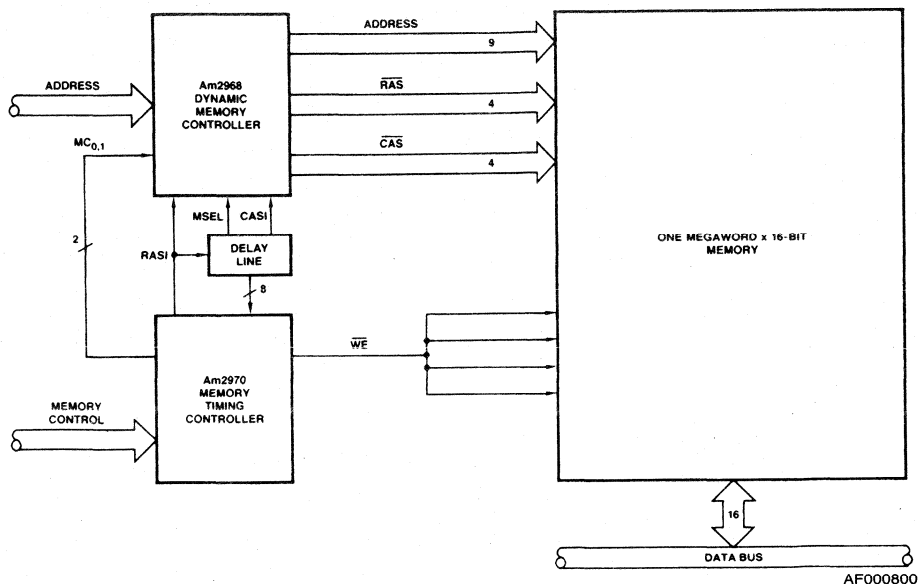 ADDRESS
9
Am2968
DYNAMIC
MEMORY
CONTROLLER
ADDRESS
RAS
4
MC0,1
CAS
4
MSEL
CASI
2
RASI
DELAY
LINE
8
ONE MEGAWORD x 16-BIT
MEMORY
WE
Am2970
MEMORY
TIMING
CONTROLLER
MEMORY
CONTROL
16
DATA BUS
AF000800